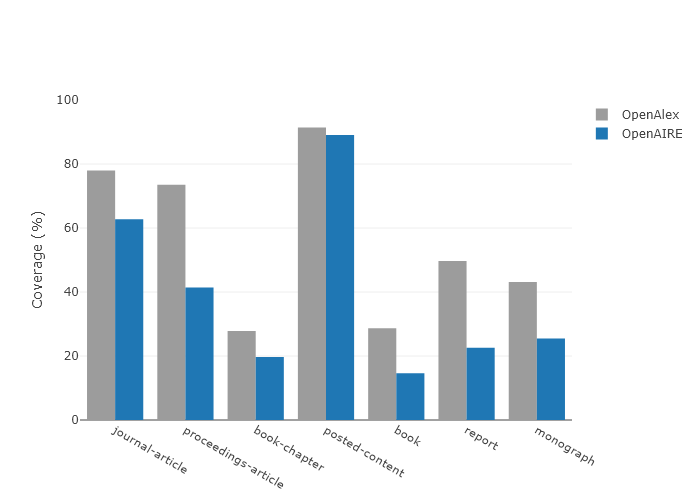 100
80
60
40
20
0
Coverage (%)
journal-article
proceedings-article
book-chapter
posted-content
book
report
monograph
OpenAlex
OpenAIRE